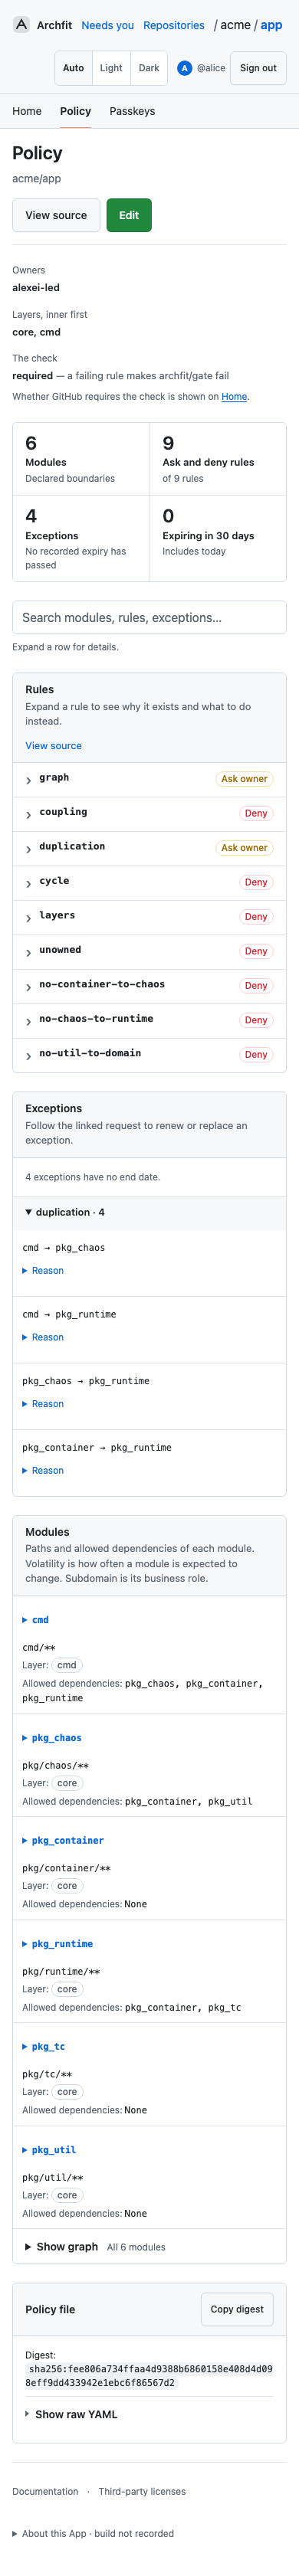 Archfit Needs you Repositories / acme / app
Auto Light Dark A @alice Sign out
Home Policy Passkeys
Policy
acme/app
View source Edit
Owners
alexei-led
Layers, inner first
core, cmd
The check
required — a failing rule makes archfit/gate fail
Whether GitHub requires the check is shown on Home.
6
Modules
Declared boundaries
9
Ask and deny rules
of 9 rules
4
Exceptions
No recorded expiry has
passed
0
Expiring in 30 days
Includes today
Search modules, rules, exceptions...
Expand a row for details.
Rules
Expand a rule to see why it exists and what to do
instead.
View source
graph Ask owner
coupling Deny
duplication Ask owner
cycle Deny
layers Deny
unowned Deny
no-container-to-chaos Deny
no-chaos-to-runtime Deny
no-util-to-domain Deny
Exceptions
Follow the linked request to renew or replace an
exception.
4 exceptions have no end date.
▼ duplication · 4
cmd → pkg_chaos
▶ Reason
cmd → pkg_runtime
▶ Reason
pkg_chaos → pkg_runtime
▶ Reason
pkg_container → pkg_runtime
▶ Reason
Modules
Paths and allowed dependencies of each module.
Volatility is how often a module is expected to
change. Subdomain is its business role.
▶ cmd
cmd/**
Layer: cmd
Allowed dependencies: pkg_chaos, pkg_container,
pkg_runtime
▶ pkg_chaos
pkg/chaos/**
Layer: core
Allowed dependencies: pkg_container, pkg_util
▶ pkg_container
pkg/container/**
Layer: core
Allowed dependencies: None
▶ pkg_runtime
pkg/runtime/**
Layer: core
Allowed dependencies: pkg_container, pkg_tc
▶ pkg_tc
pkg/tc/**
Layer: core
Allowed dependencies: None
▶ pkg_util
pkg/util/**
Layer: core
Allowed dependencies: None
▶ Show graph All 6 modules
Policy file Copy digest
Digest:
sha256:fee806a734ffaa4d9388b6860158e408d4d09
8eff9dd433942e1ebc6f86567d2
▶ Show raw YAML
Documentation · Third-party licenses
▶ About this App · build not recorded